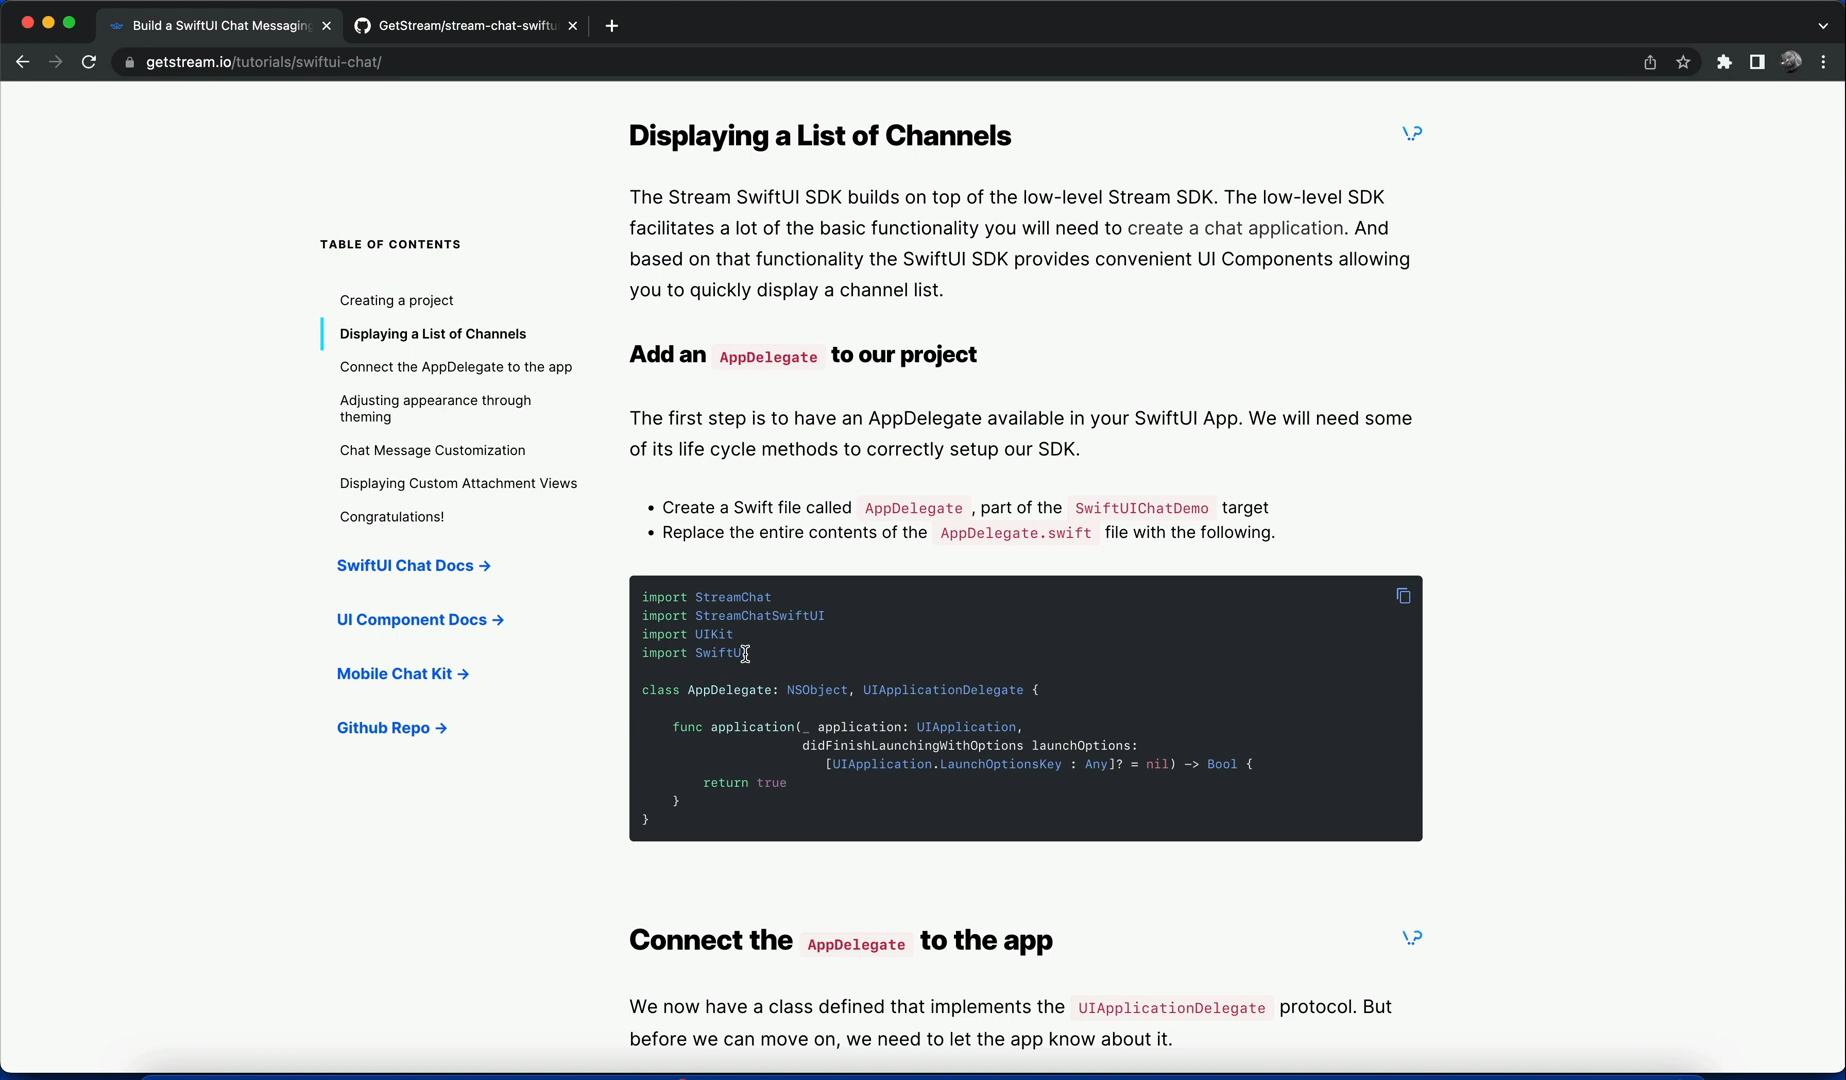 Build a SwiftUI Chat Messaging
GetStream/stream-chat-swiftu
getstream.io/tutorials/swiftui-chat/
TABLE OF CONTENTS
Creating a project
Displaying a List of Channels
Connect the AppDelegate to the app
Adjusting appearance through
theming
Chat Message Customization
Displaying Custom Attachment Views
Congratulations!
SwiftUI Chat Docs →
UI Component Docs →
Mobile Chat Kit →
Github Repo →
Displaying a List of Channels
The Stream SwiftUI SDK builds on top of the low-level Stream SDK. The low-level SDK
facilitates a lot of the basic functionality you will need to create a chat application. And
based on that functionality the SwiftUI SDK provides convenient UI Components allowing
you to quickly display a channel list.
Add an AppDelegate to our project
The first step is to have an AppDelegate available in your SwiftUI App. We will need some
of its life cycle methods to correctly setup our SDK.
• Create a Swift file called AppDelegate , part of the SwiftUIChatDemo target
• Replace the entire contents of the AppDelegate.swift file with the following.
import StreamChat
import StreamChatSwiftUI
import UIKit
import SwiftUI
class AppDelegate: NSObject, UIApplicationDelegate {
func application(_ application: UIApplication,
didFinishLaunchingWithOptions launchOptions:
[UIApplication.LaunchOptionsKey : Any]? = nil) -> Bool {
return true
}
}
Connect the AppDelegate to the app
We now have a class defined that implements the UIApplicationDelegate protocol. But
before we can move on, we need to let the app know about it.